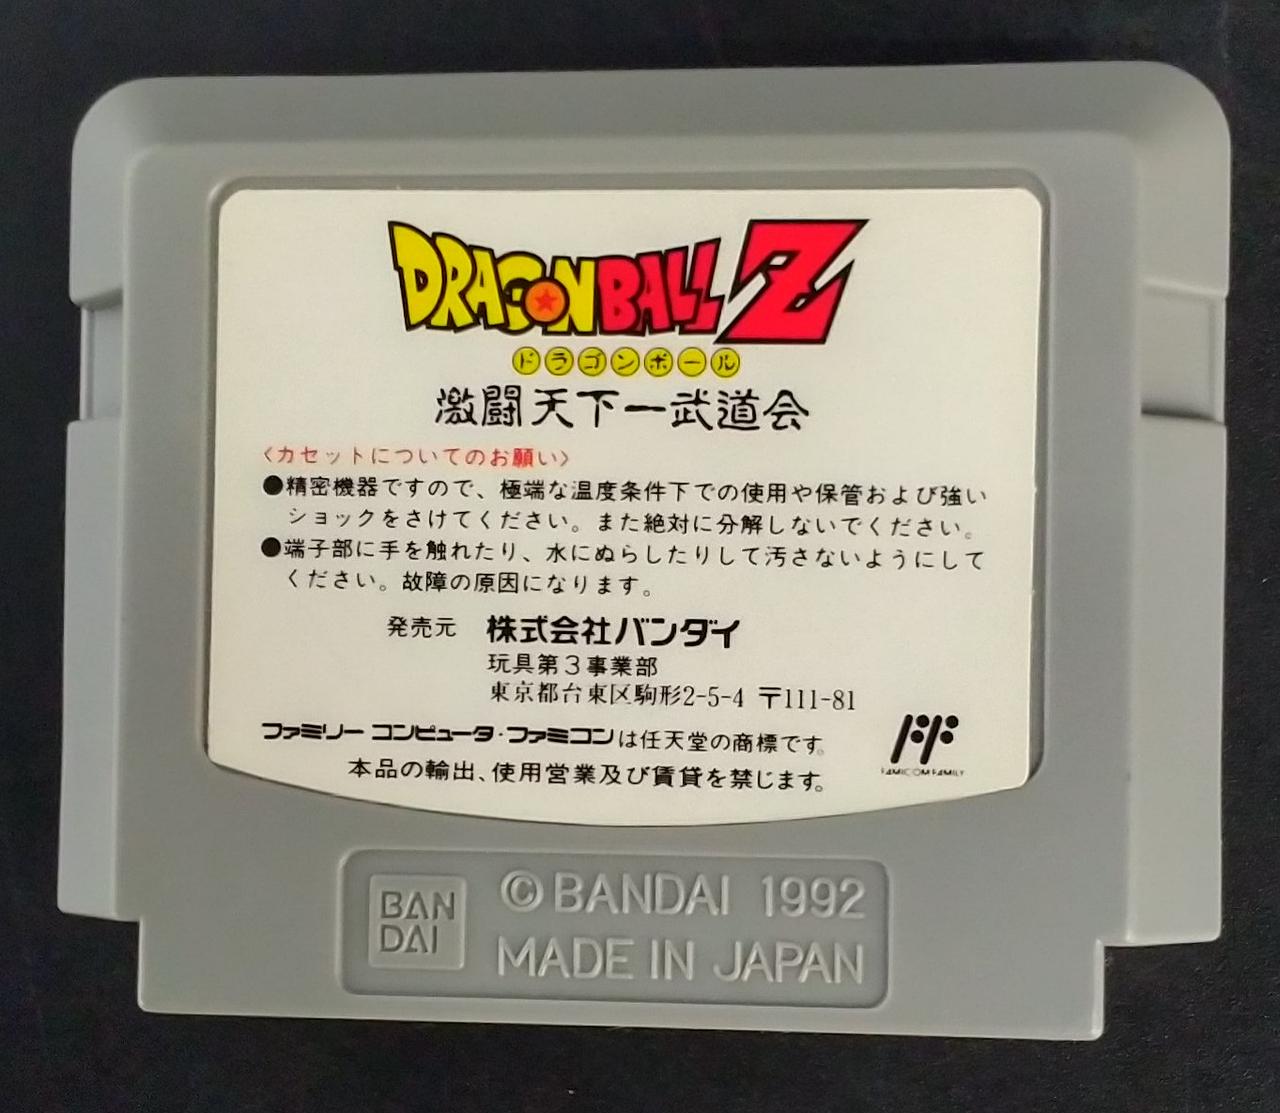 DRAGONBALL Z
ドラゴンボール
激闘天下一武道会
〈カセットについてのお願い〉
●精密機器ですので、極端な温度条件下での使用や保管および強い
ショックをさけてください。また絶対に分解しないでください。
●端子部に手を触れたり、水にぬらしたりして汚さないようにして
ください。故障の原因になります。
発売元 株式会社バンダイ
玩具第3事業部
東京都台東区駒形2-5-4 〒111-81
ファミリーコンピュータ・ファミコンは任天堂の商標です。
本品の輸出、使用営業及び賃貸を禁じます。
FAMICOM FAMILY
BAN
DAI
©BANDAI 1992
MADE IN JAPAN